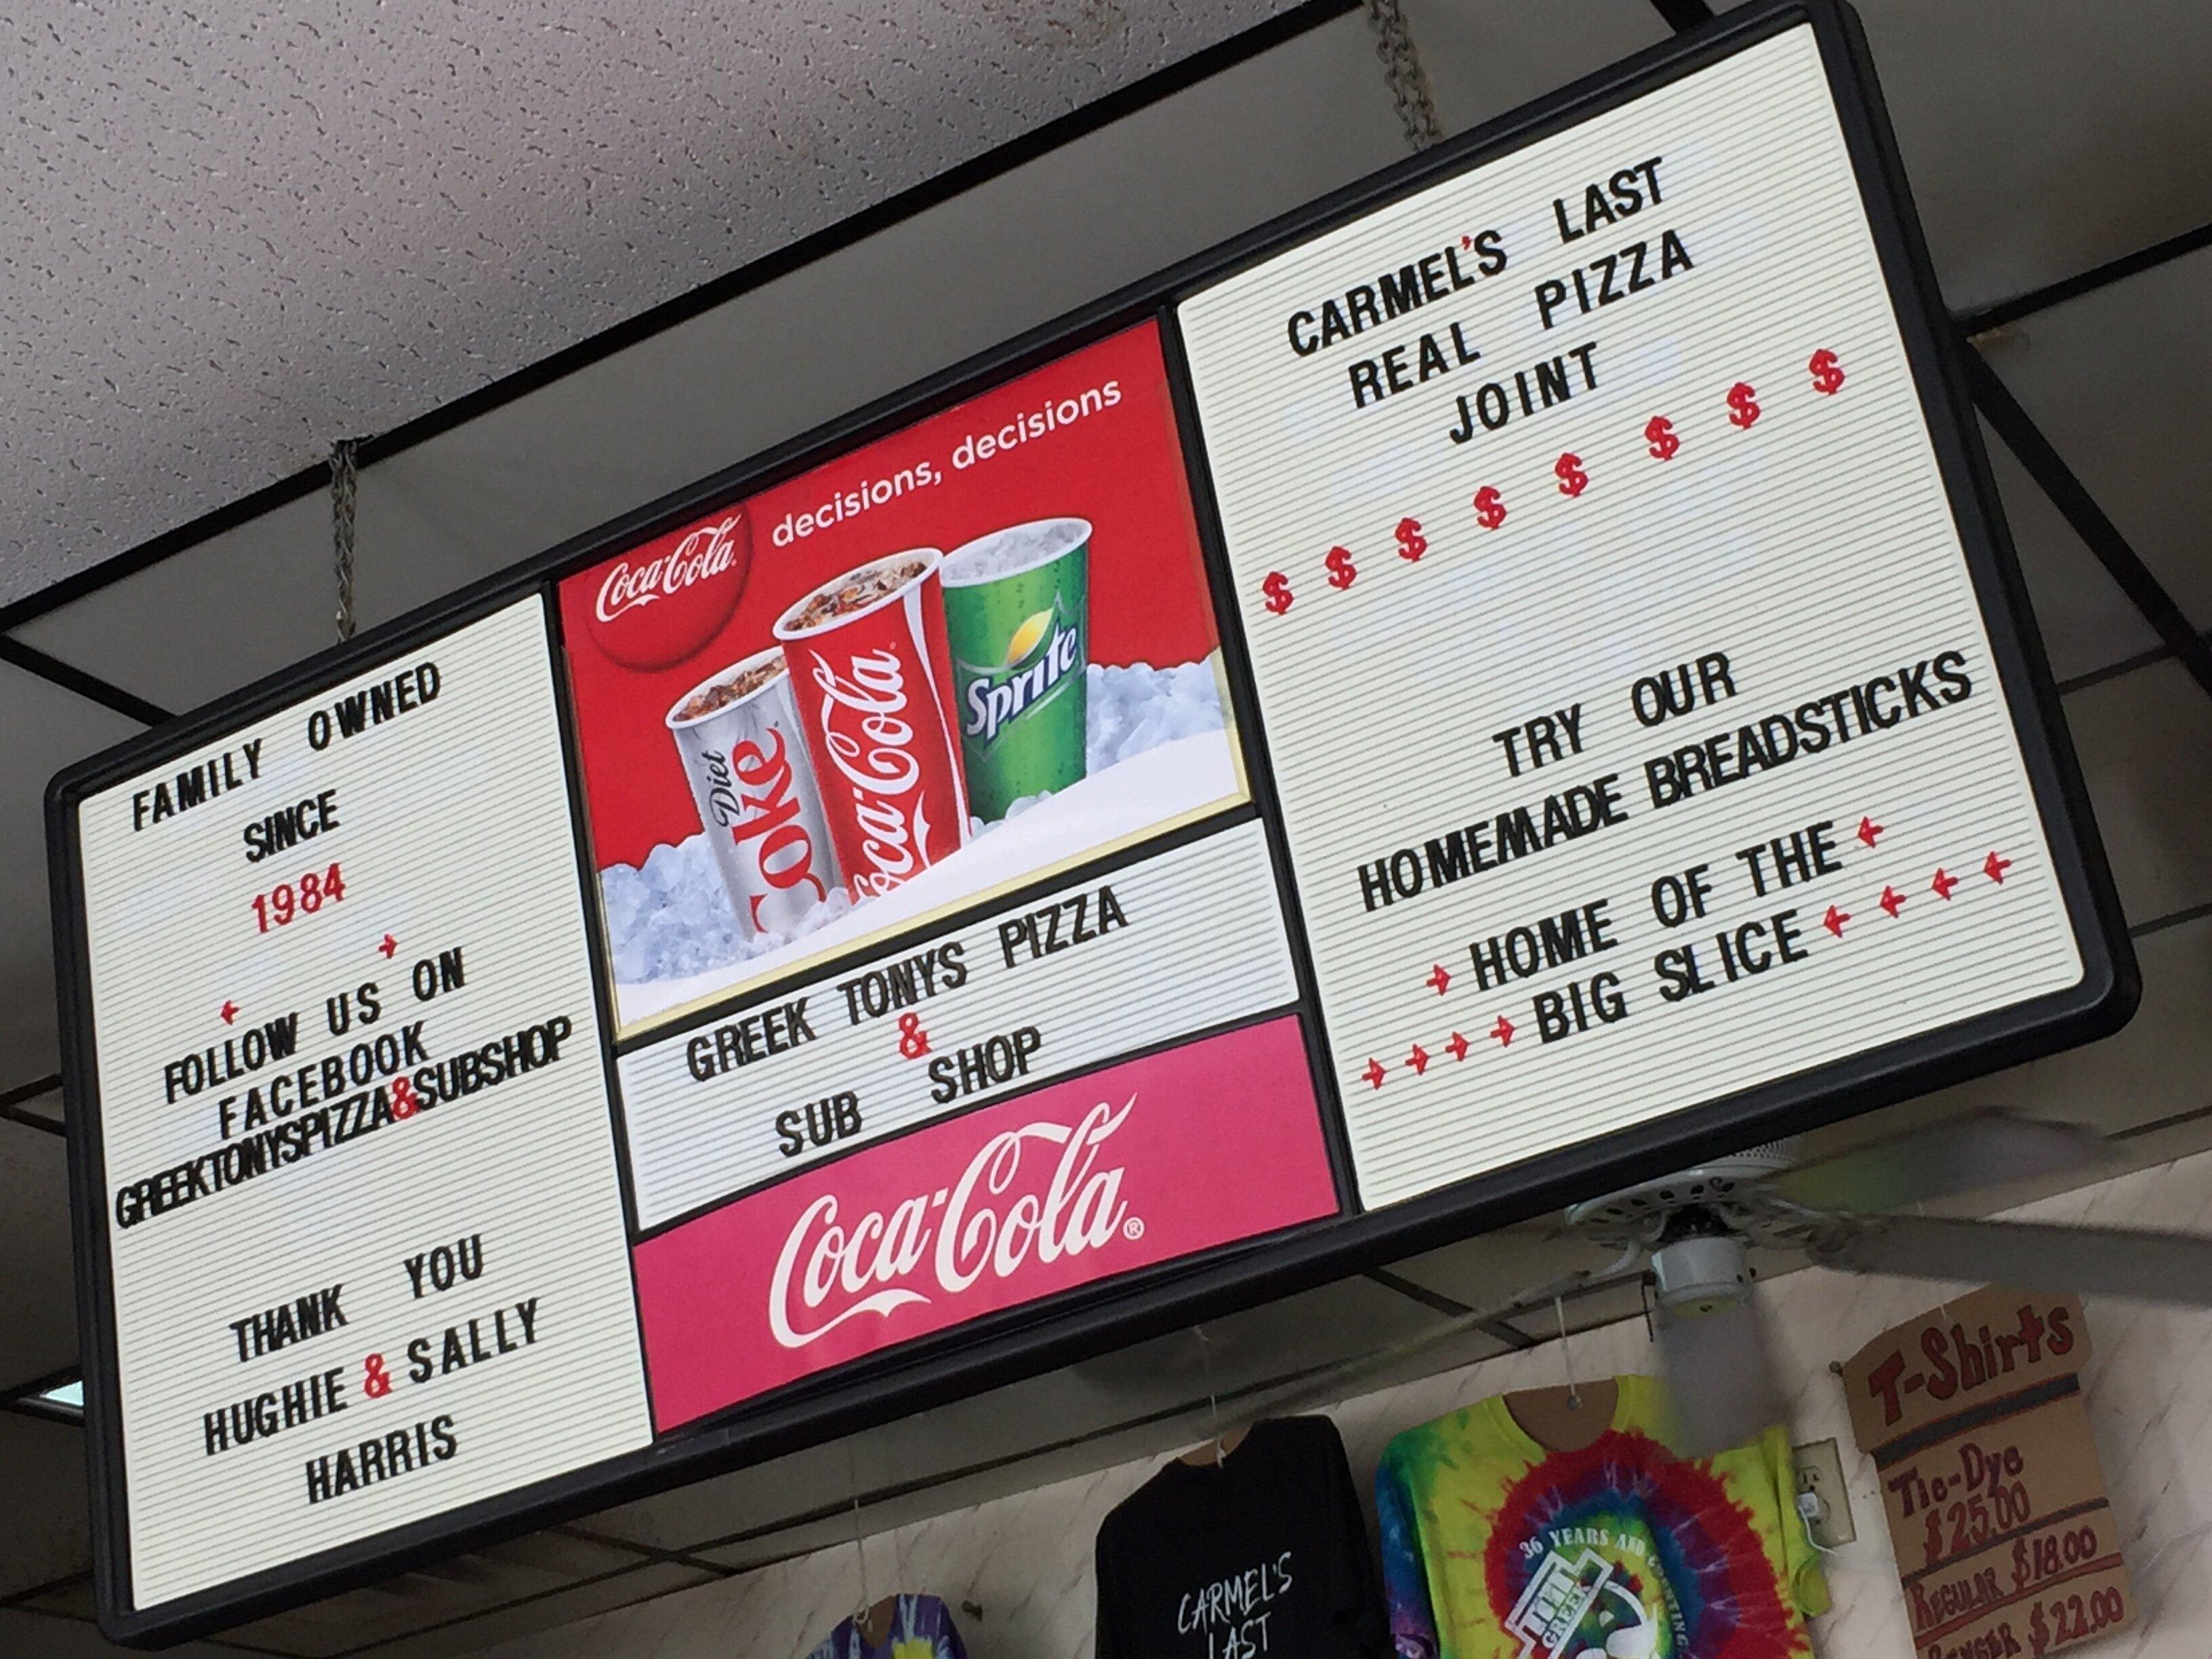 FAMILY OWNED
SINCE
1984
FOLLOW US ON
FACEBOOK
GREEKTONYSPIZZA&SUBSHOP
THANK YOU
HUGHIE & SALLY
HARRIS
decisions, decisions
Coca-Cola
Diet Coke
Coca-Cola
Sprite
GREEK TONYS PIZZA
&
SUB SHOP
Coca-Cola®
CARMEL'S LAST
REAL PIZZA
JOINT
$ $ $ $ $ $ $ $
TRY OUR
HOMEMADE BREADSTICKS
→ HOME OF THE ←
→ → → → BIG SLICE ← ← ← ←
CARMEL'S
LAST
36 YEARS AND COUNTING
THE
GREEK
T-Shirts
Tie-Dye
$25.00
REGULAR $18.00
$22.00